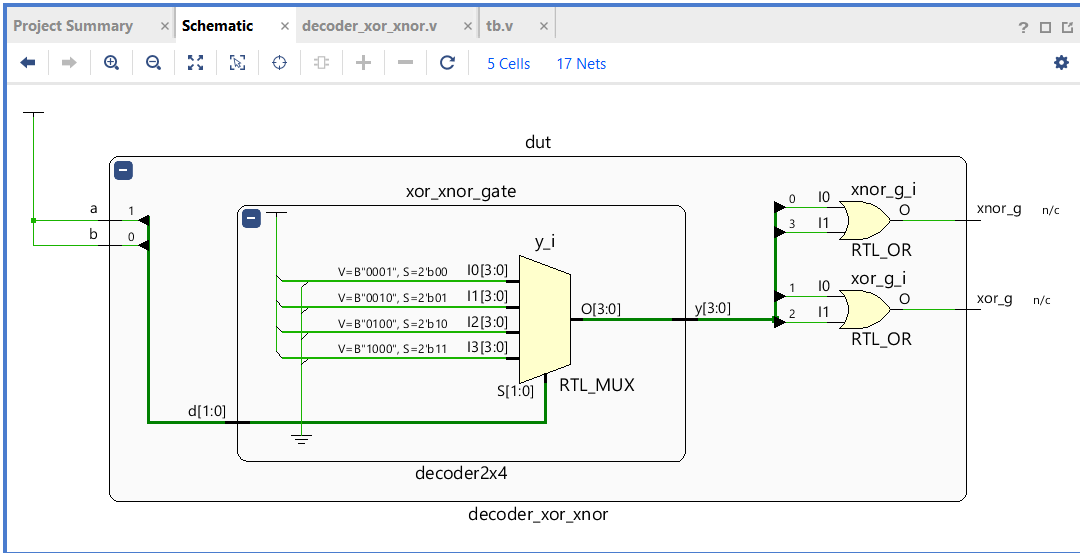 Project Summary × Schematic × decoder_xor_xnor.v × tb.v ×
?
5 Cells 17 Nets
dut
xor_xnor_gate
xnor_g_i
a 1
b 0
0 I0
3 I1
O
xnor_g n/c
RTL_OR
y_i
V=B"0001", S=2'b00 I0[3:0]
V=B"0010", S=2'b01 I1[3:0]
V=B"0100", S=2'b10 I2[3:0]
V=B"1000", S=2'b11 I3[3:0]
O[3:0]
y[3:0]
xor_g_i
1 I0
2 I1
O
xor_g n/c
RTL_OR
S[1:0]
RTL_MUX
d[1:0]
decoder2x4
decoder_xor_xnor